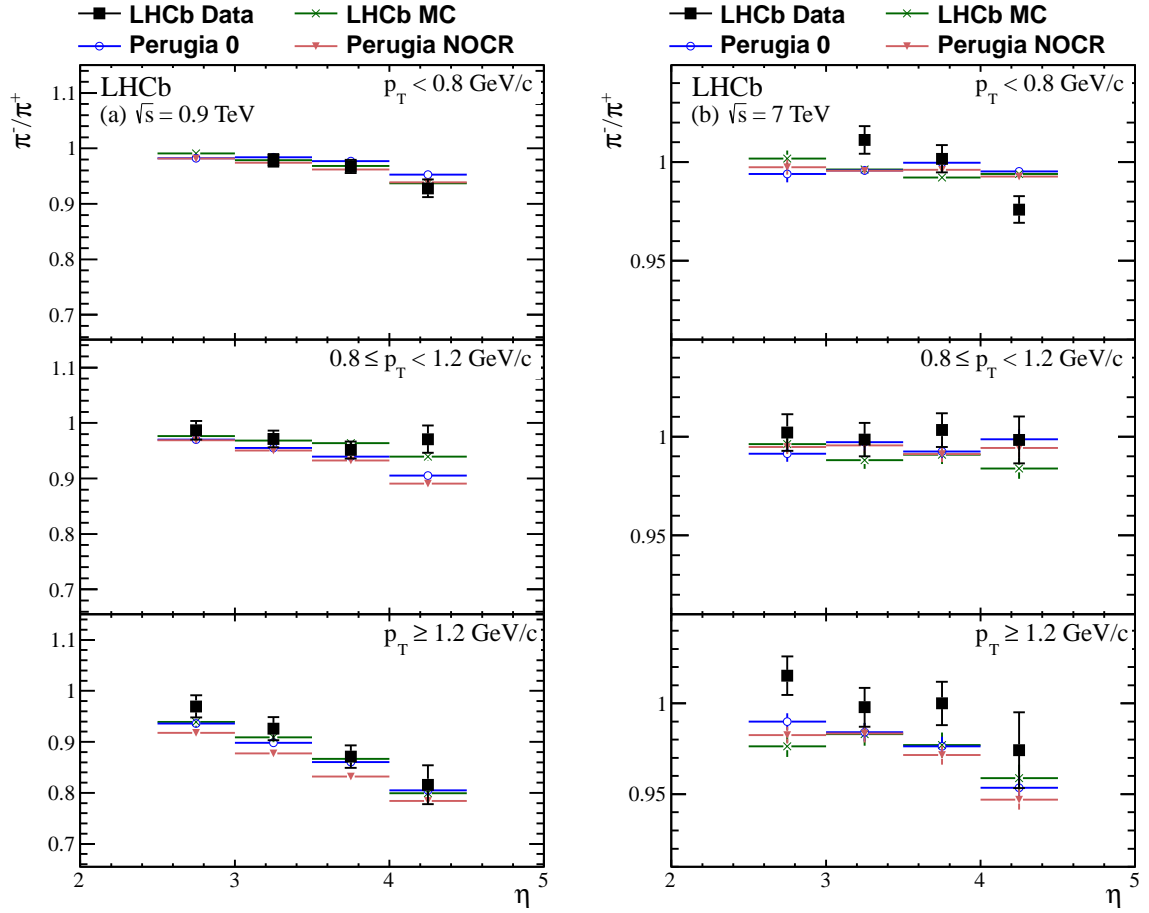 LHCb Data LHCb MC
Perugia 0 Perugia NOCR
π⁻/π⁺
LHCb
(a) √s = 0.9 TeV
p_T < 0.8 GeV/c
1.1
1
0.9
0.8
0.7
0.8 ≤ p_T < 1.2 GeV/c
1.1
1
0.9
0.8
0.7
p_T ≥ 1.2 GeV/c
1.1
1
0.9
0.8
0.7
2 3 4 5
η
LHCb Data LHCb MC
Perugia 0 Perugia NOCR
π⁻/π⁺
LHCb
(b) √s = 7 TeV
p_T < 0.8 GeV/c
1
0.95
0.8 ≤ p_T < 1.2 GeV/c
1
0.95
p_T ≥ 1.2 GeV/c
1
0.95
2 3 4 5
η